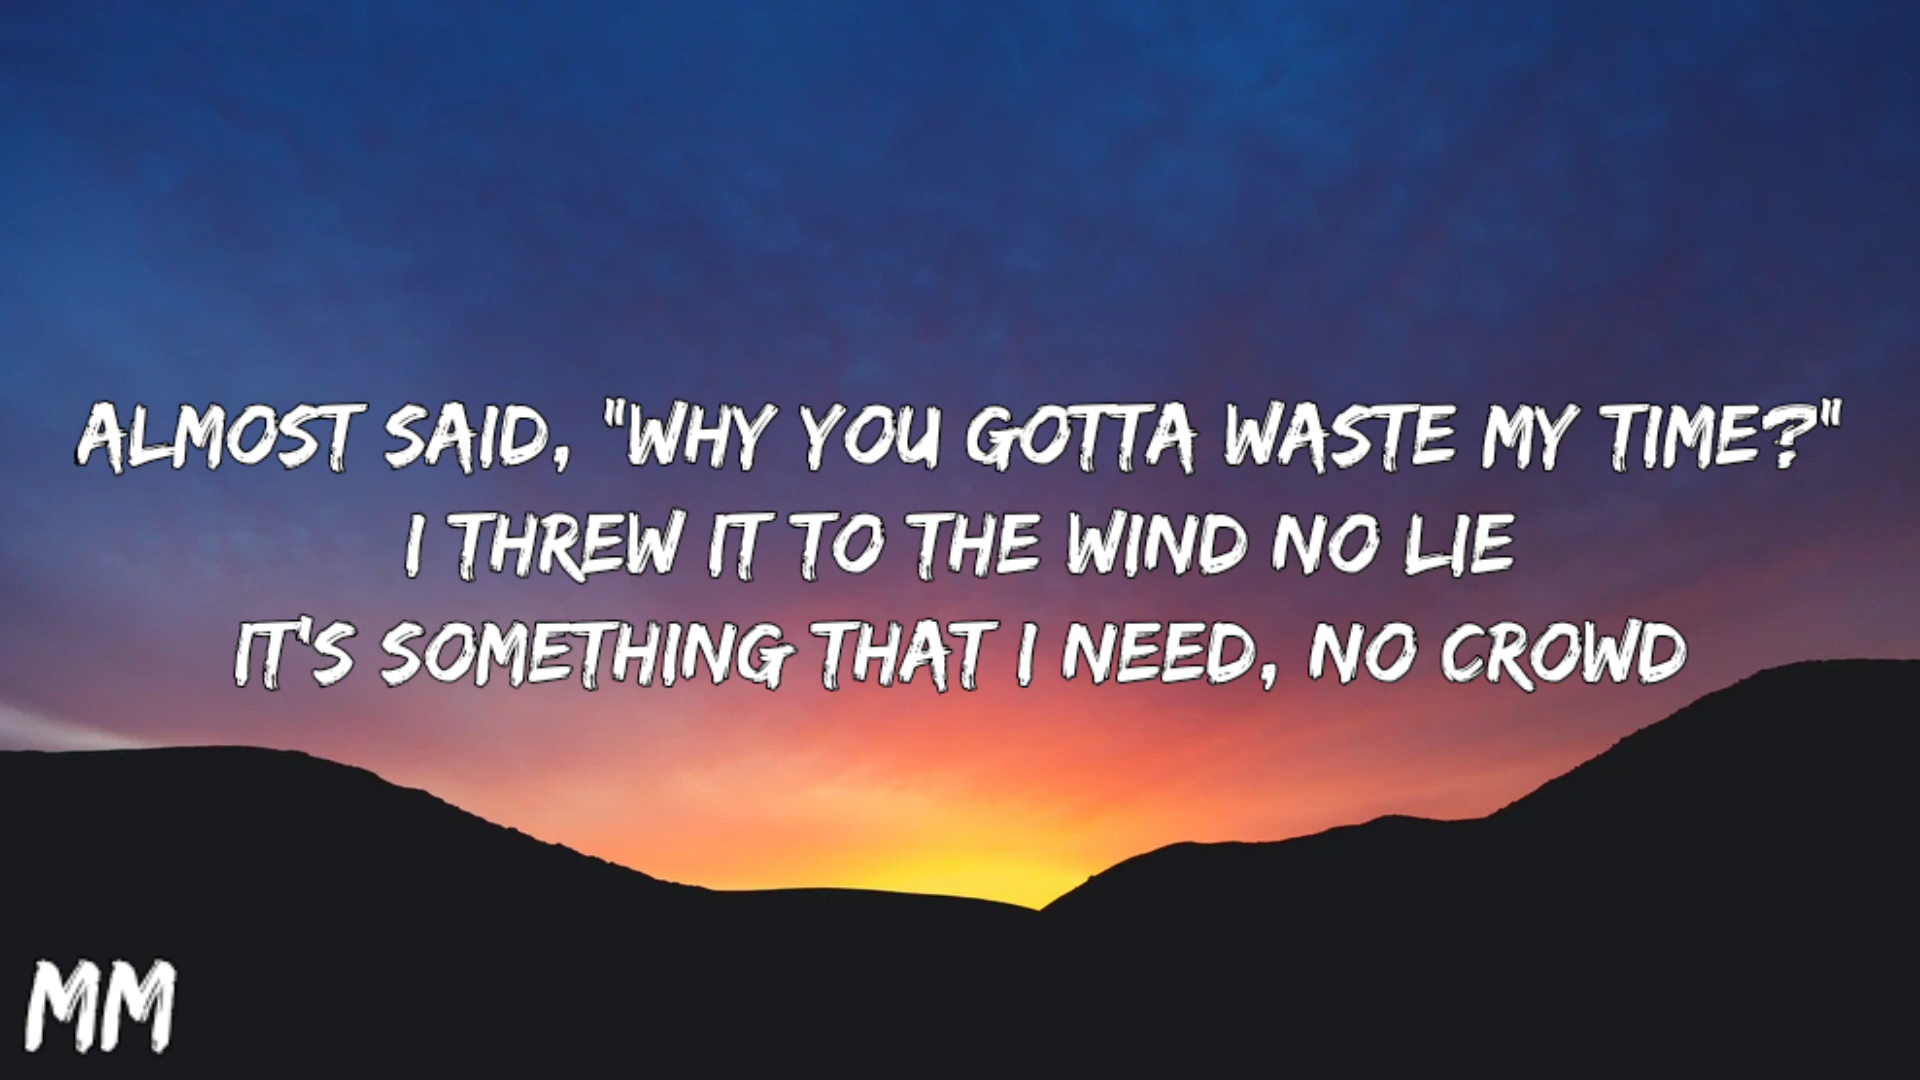 ALMOST SAID, "WHY YOU GOTTA WASTE MY TIME?"
I THREW IT TO THE WIND NO LIE
IT'S SOMETHING THAT I NEED, NO CROWD
MM